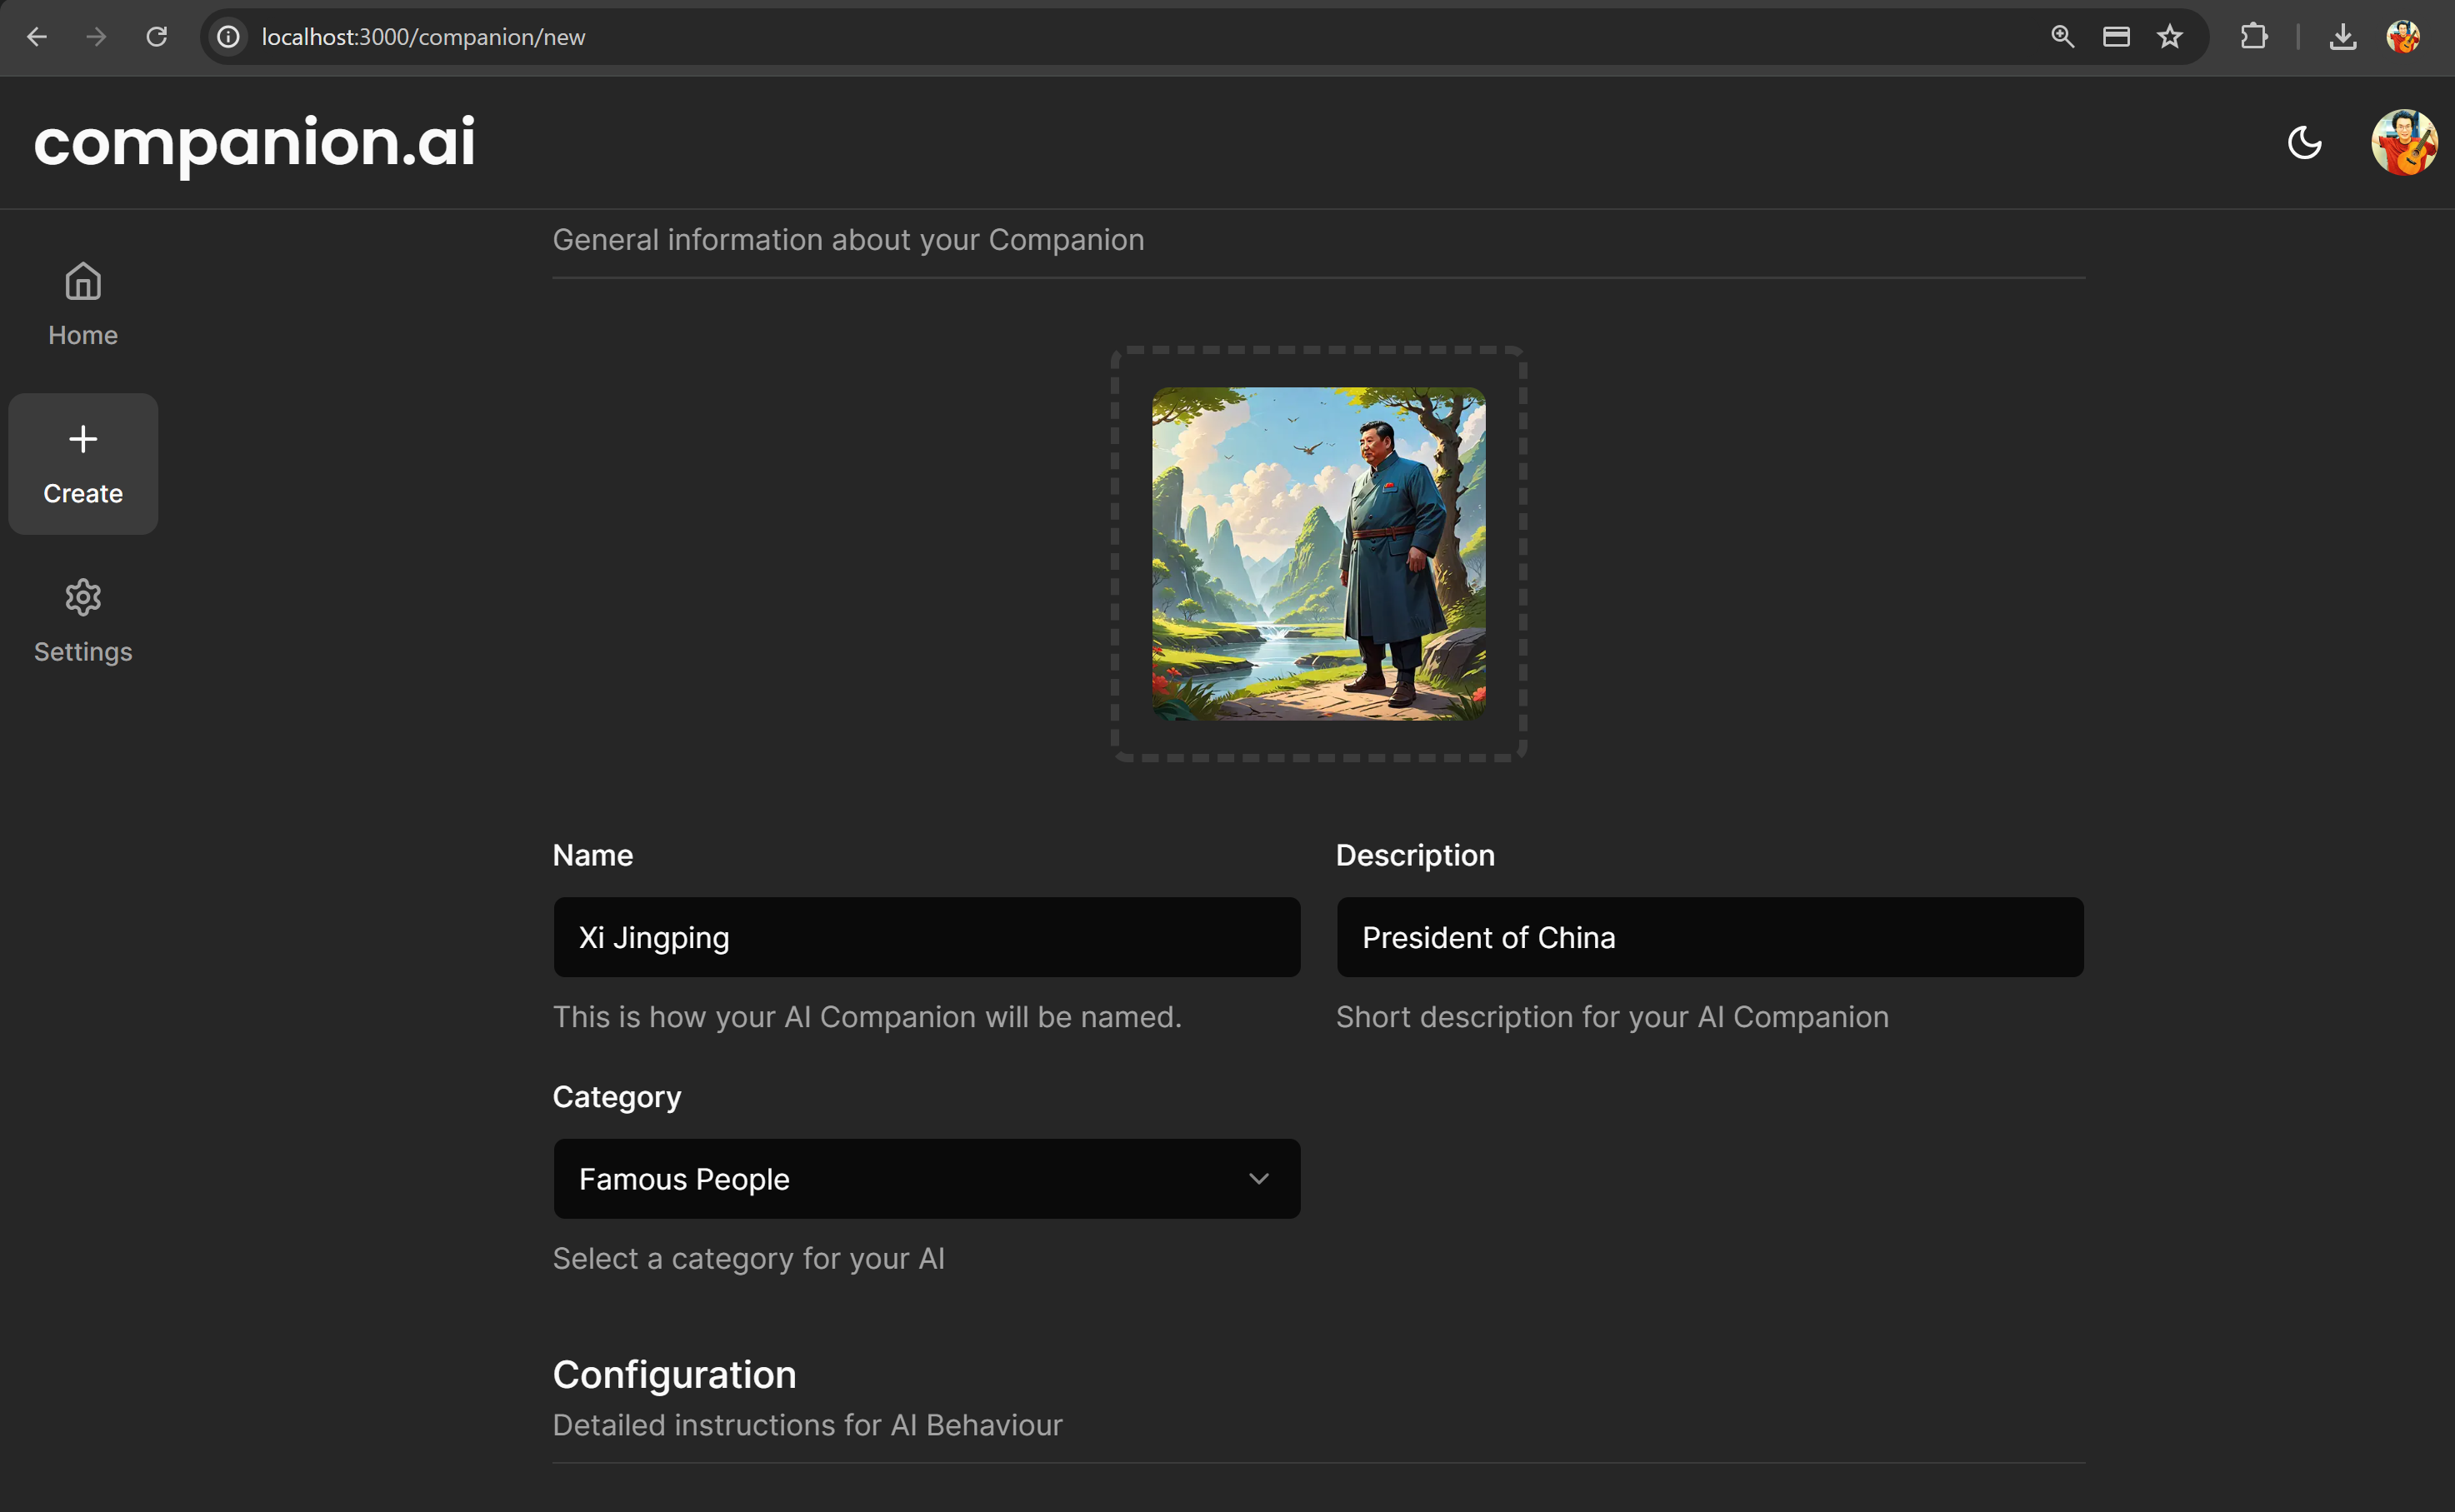 localhost:3000/companion/new
companion.ai
General information about your Companion
Home
Create
Settings
Name
Description
Xi Jingping
President of China
This is how your AI Companion will be named.
Short description for your AI Companion
Category
Famous People
Select a category for your AI
Configuration
Detailed instructions for AI Behaviour